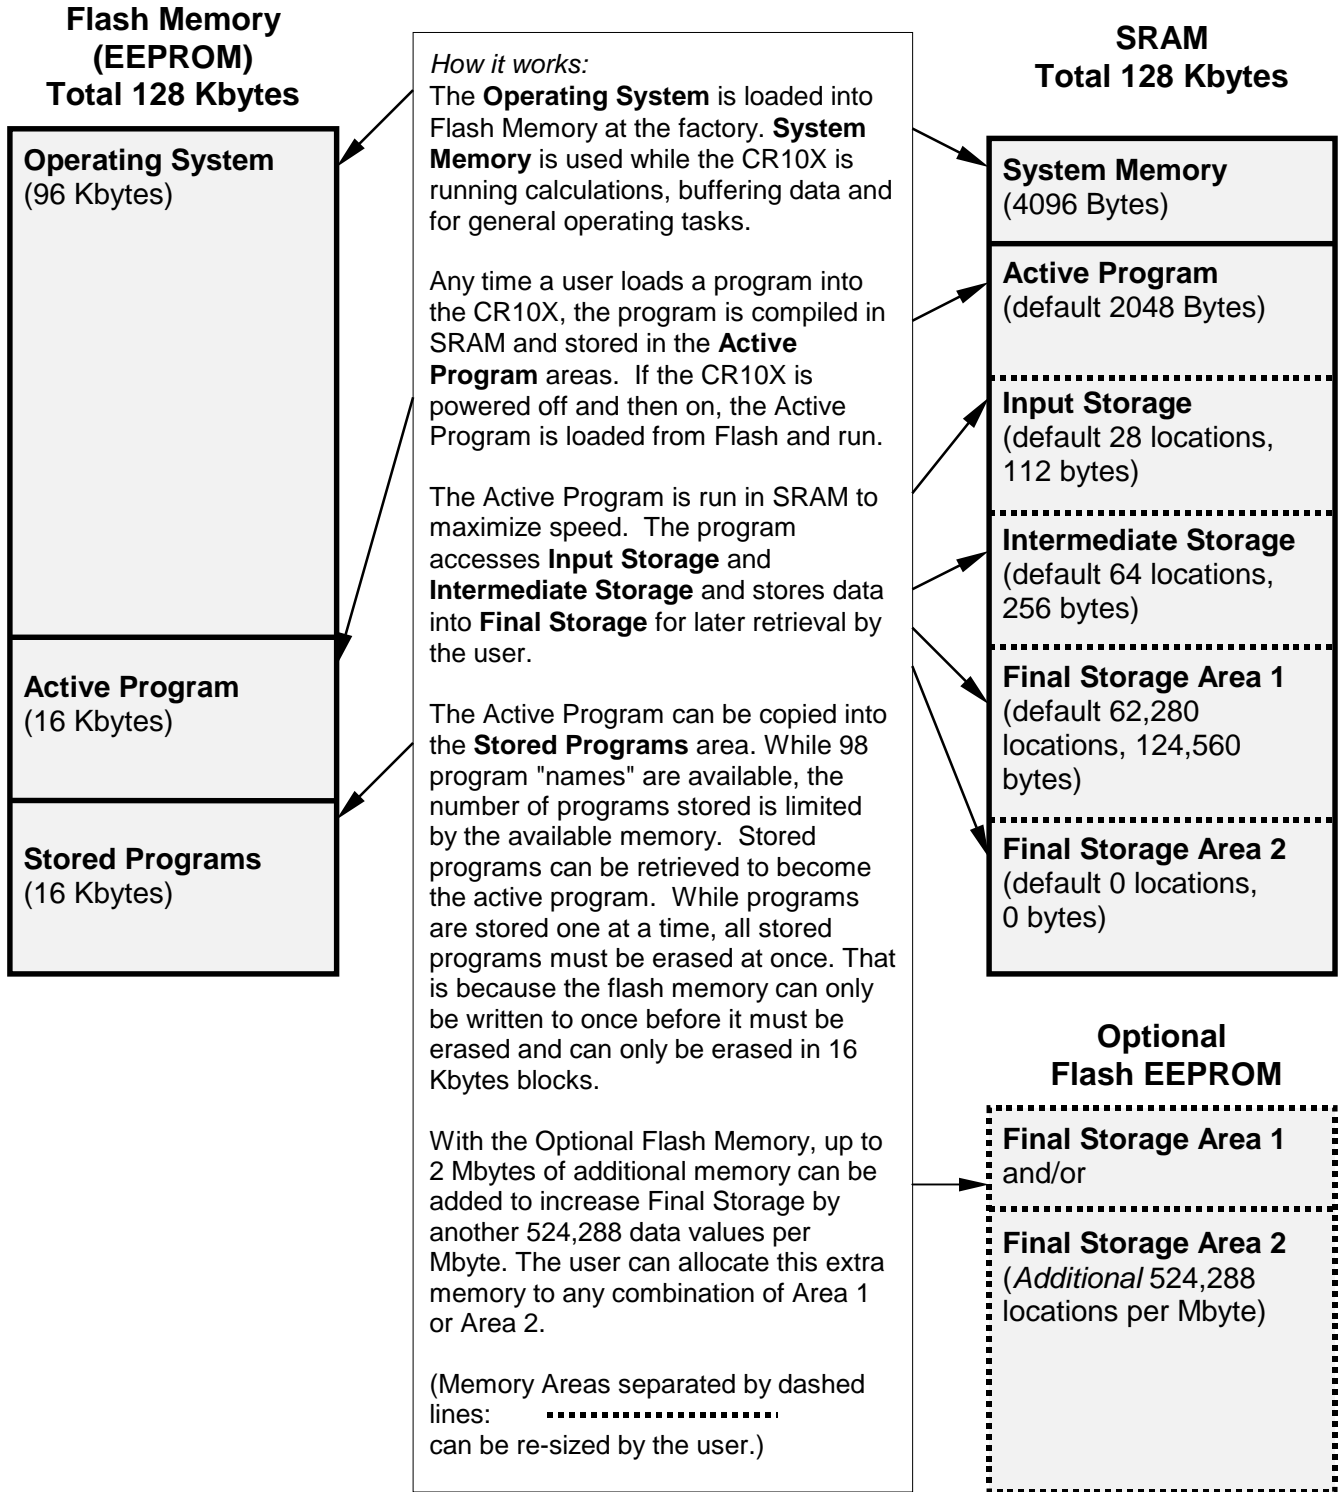 Flash Memory
(EEPROM)
Total 128 Kbytes
Operating System
(96 Kbytes)
Active Program
(16 Kbytes)
Stored Programs
(16 Kbytes)
How it works:
The Operating System is loaded into
Flash Memory at the factory. System
Memory is used while the CR10X is
running calculations, buffering data and
for general operating tasks.
Any time a user loads a program into
the CR10X, the program is compiled in
SRAM and stored in the Active
Program areas. If the CR10X is
powered off and then on, the Active
Program is loaded from Flash and run.
The Active Program is run in SRAM to
maximize speed. The program
accesses Input Storage and
Intermediate Storage and stores data
into Final Storage for later retrieval by
the user.
The Active Program can be copied into
the Stored Programs area. While 98
program "names" are available, the
number of programs stored is limited
by the available memory. Stored
programs can be retrieved to become
the active program. While programs
are stored one at a time, all stored
programs must be erased at once. That
is because the flash memory can only
be written to once before it must be
erased and can only be erased in 16
Kbytes blocks.
With the Optional Flash Memory, up to
2 Mbytes of additional memory can be
added to increase Final Storage by
another 524,288 data values per
Mbyte. The user can allocate this extra
memory to any combination of Area 1
or Area 2.
(Memory Areas separated by dashed
lines:
can be re-sized by the user.)
SRAM
Total 128 Kbytes
System Memory
(4096 Bytes)
Active Program
(default 2048 Bytes)
Input Storage
(default 28 locations,
112 bytes)
Intermediate Storage
(default 64 locations,
256 bytes)
Final Storage Area 1
(default 62,280
locations, 124,560
bytes)
Final Storage Area 2
(default 0 locations,
0 bytes)
Optional
Flash EEPROM
Final Storage Area 1
and/or
Final Storage Area 2
(Additional 524,288
locations per Mbyte)